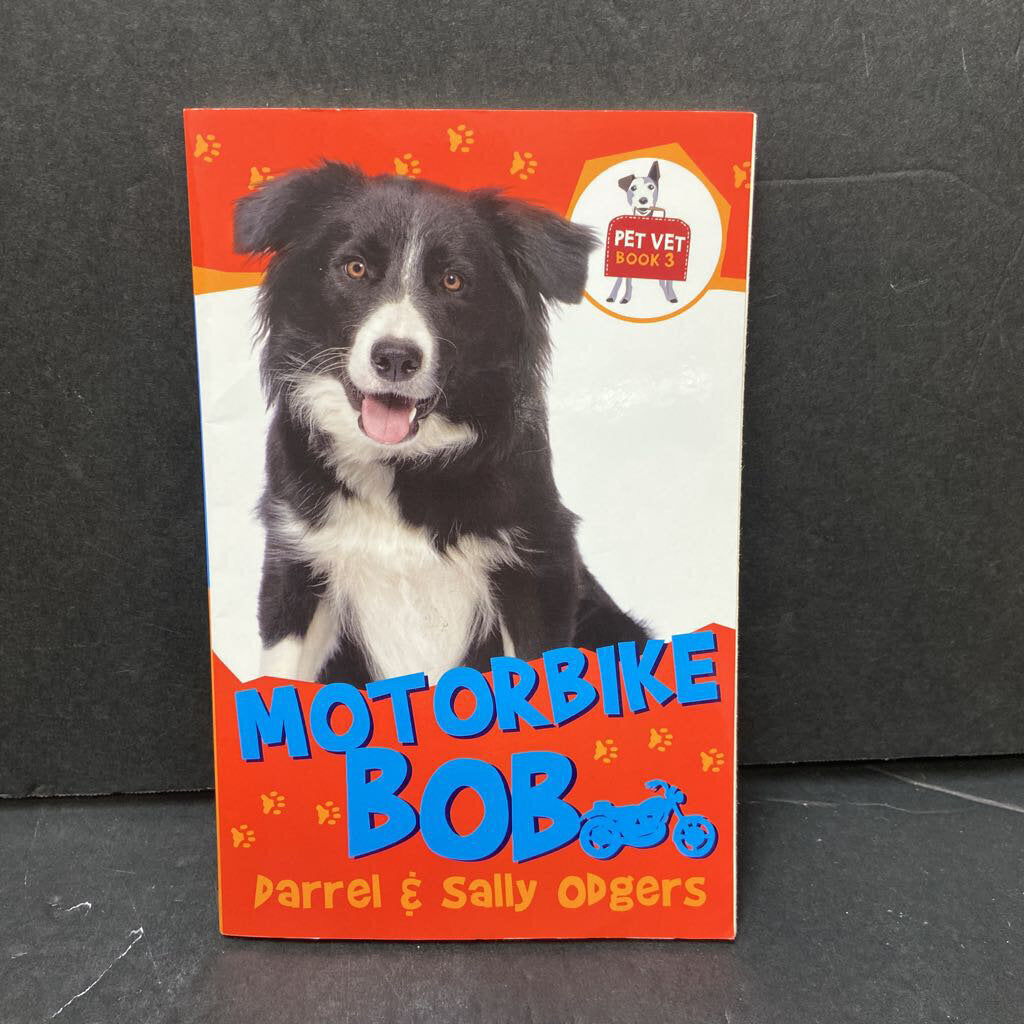 PET VET
BOOK 3
MOTORBIKE
BOB
Darrel & Sally Odgers